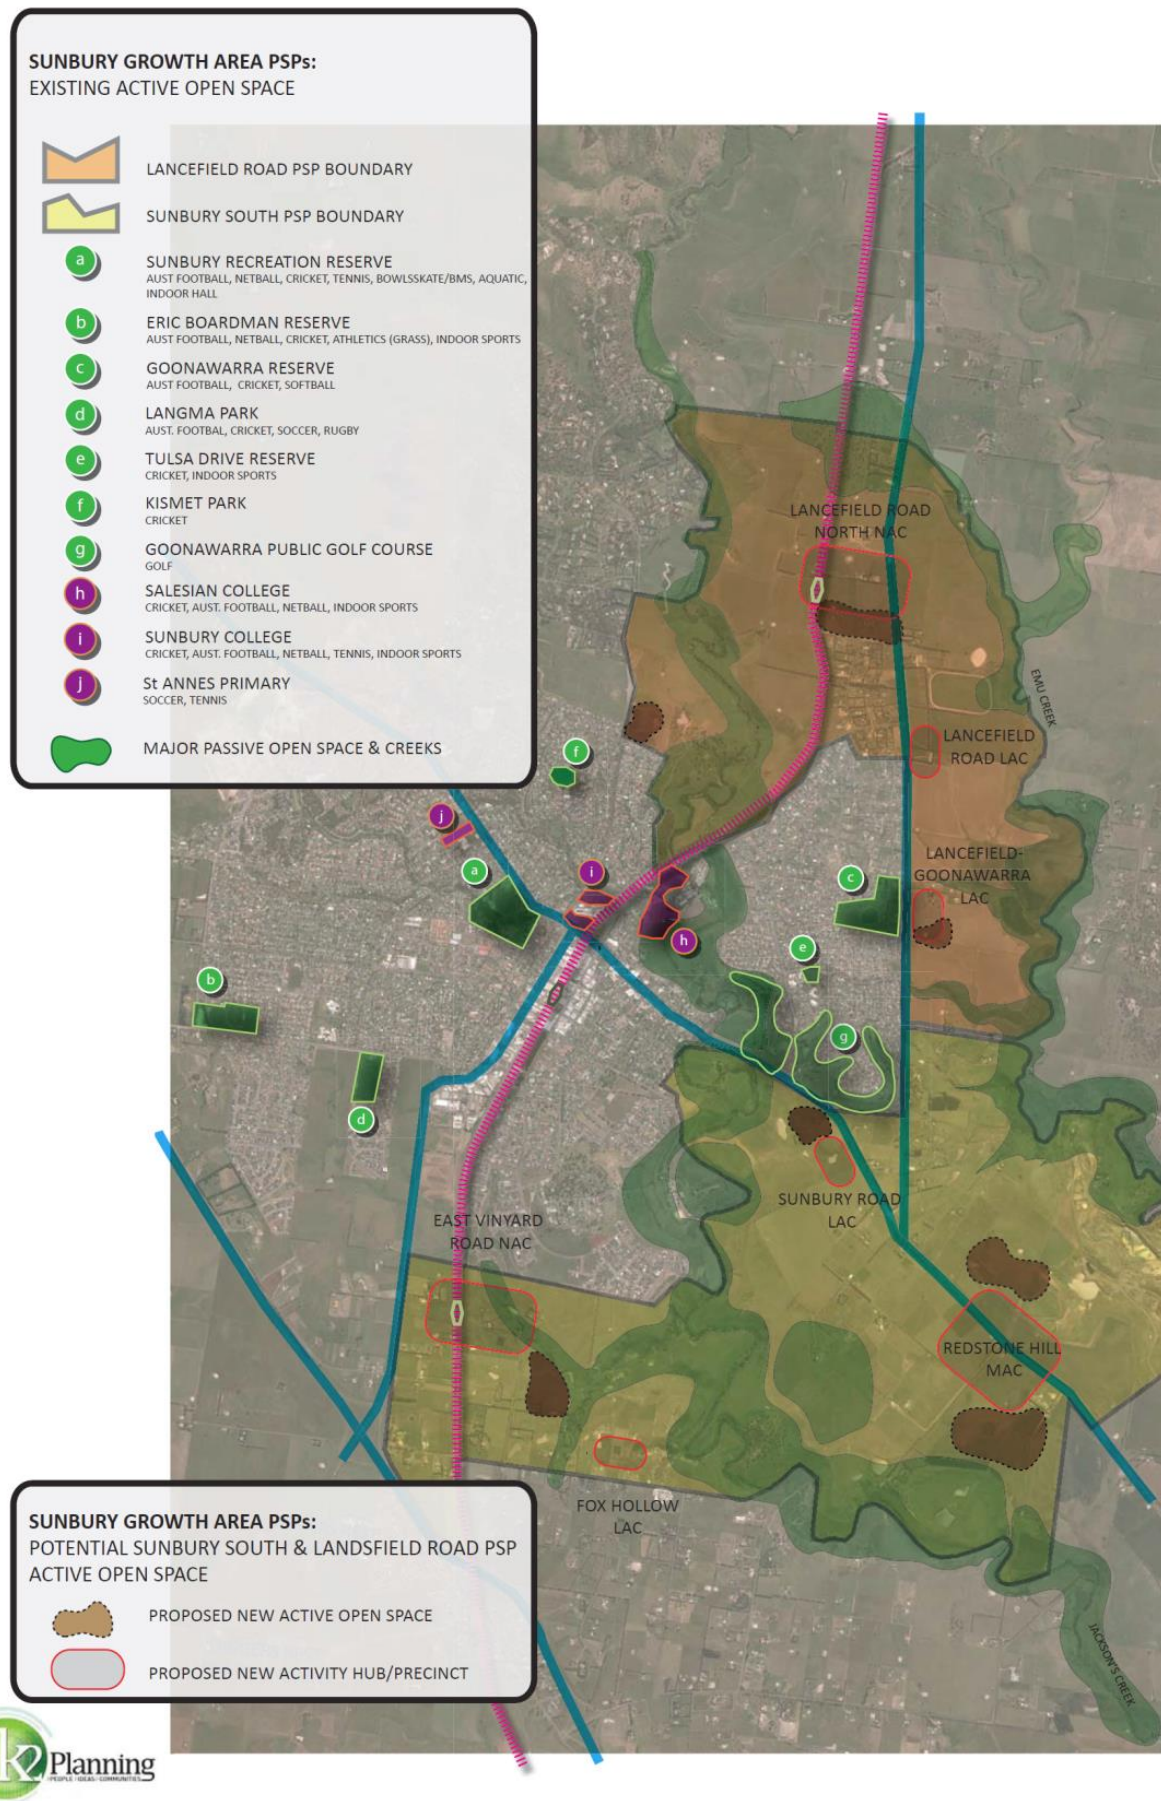 SUNBURY GROWTH AREA PSPs:
EXISTING ACTIVE OPEN SPACE
LANCEFIELD ROAD PSP BOUNDARY
SUNBURY SOUTH PSP BOUNDARY
a
SUNBURY RECREATION RESERVE
AUST FOOTBALL, NETBALL, CRICKET, TENNIS, BOWLSSKATE/BMS, AQUATIC,
INDOOR HALL
b
ERIC BOARDMAN RESERVE
AUST FOOTBALL, NETBALL, CRICKET, ATHLETICS (GRASS), INDOOR SPORTS
c
GOONAWARRA RESERVE
AUST FOOTBALL, CRICKET, SOFTBALL
d
LANGMA PARK
AUST. FOOTBAL, CRICKET, SOCCER, RUGBY
e
TULSA DRIVE RESERVE
CRICKET, INDOOR SPORTS
f
KISMET PARK
CRICKET
g
GOONAWARRA PUBLIC GOLF COURSE
GOLF
h
SALESIAN COLLEGE
CRICKET, AUST. FOOTBALL, NETBALL, INDOOR SPORTS
i
SUNBURY COLLEGE
CRICKET, AUST. FOOTBALL, NETBALL, TENNIS, INDOOR SPORTS
j
St ANNES PRIMARY
SOCCER, TENNIS
MAJOR PASSIVE OPEN SPACE & CREEKS
LANCEFIELD ROAD
NORTH NAC
EMU CREEK
LANCEFIELD
ROAD LAC
f
j
LANCEFIELD-
GOONAWARRA
LAC
a
i
c
h
e
b
g
d
SUNBURY ROAD
LAC
EAST VINYARD
ROAD NAC
REDSTONE HILL
MAC
FOX HOLLOW
LAC
JACKSON'S CREEK
SUNBURY GROWTH AREA PSPs:
POTENTIAL SUNBURY SOUTH & LANDSFIELD ROAD PSP
ACTIVE OPEN SPACE
PROPOSED NEW ACTIVE OPEN SPACE
PROPOSED NEW ACTIVITY HUB/PRECINCT
k2 Planning
PEOPLE / IDEAS / COMMUNITIES